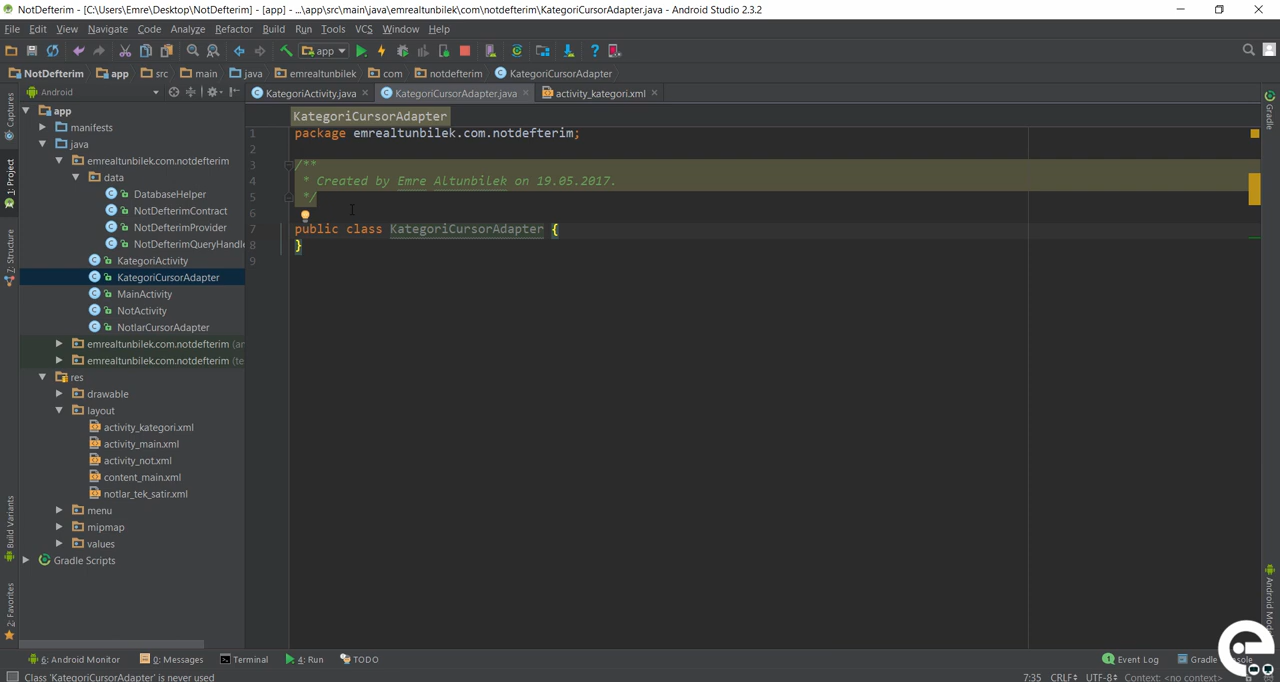 NotDefterim - [C:\Users\Emre\Desktop\NotDefterim] - [app] - ...\app\src\main\java\emrealtunbilek\com\notdefterim\KategoriCursorAdapter.java - Android Studio 2.3.2
File Edit View Navigate Code Analyze Refactor Build Run Tools VCS Window Help
app
NotDefterim app src main java emrealtunbilek com notdefterim KategoriCursorAdapter
Android
KategoriActivity.java KategoriCursorAdapter.java activity_kategori.xml
Captures
1: Project
Z: Structure
Build Variants
2: Favorites
app
manifests
java
emrealtunbilek.com.notdefterim
data
DatabaseHelper
NotDefterimContract
NotDefterimProvider
NotDefterimQueryHandle
KategoriActivity
KategoriCursorAdapter
MainActivity
NotActivity
NotlarCursorAdapter
emrealtunbilek.com.notdefterim (ar
emrealtunbilek.com.notdefterim (te
res
drawable
layout
activity_kategori.xml
activity_main.xml
activity_not.xml
content_main.xml
notlar_tek_satir.xml
menu
mipmap
values
Gradle Scripts
KategoriCursorAdapter
1 package emrealtunbilek.com.notdefterim;
2
3 /**
4 * Created by Emre Altunbilek on 19.05.2017.
5 */
6
7 public class KategoriCursorAdapter {
8 }
9
Gradle
Android Mod
6: Android Monitor 0: Messages Terminal 4: Run TODO
1 Event Log Gradle
Class 'KategoriCursorAdapter' is never used
7:35 CRLF UTF-8 Context: <no context>